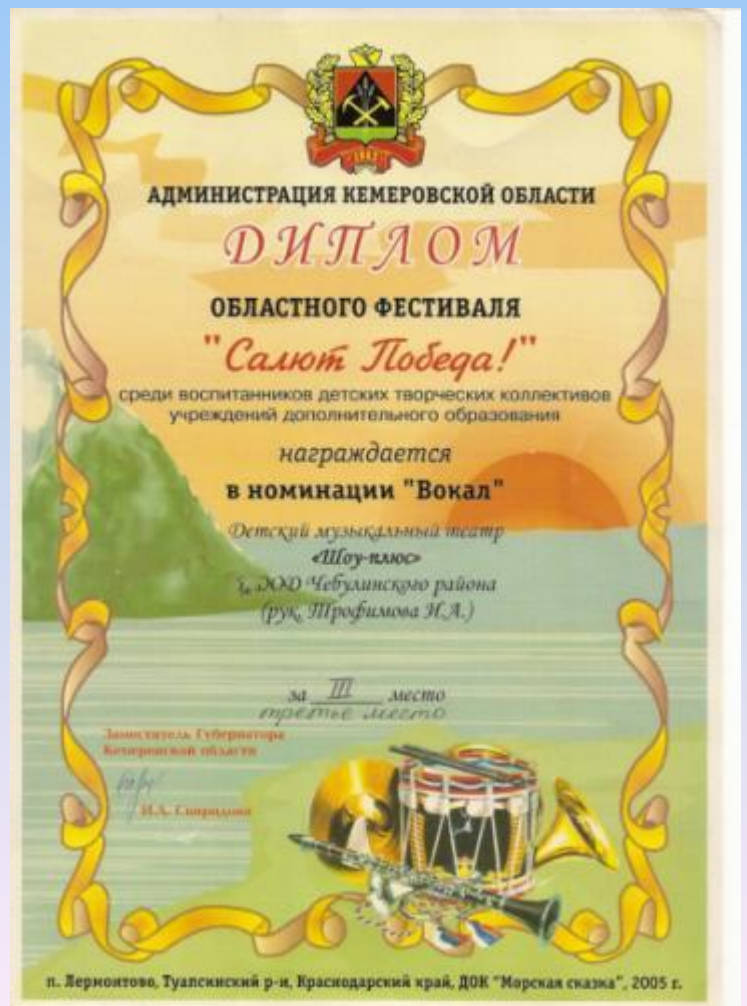 1943
АДМИНИСТРАЦИЯ КЕМЕРОВСКОЙ ОБЛАСТИ
ДИПЛОМ
ОБЛАСТНОГО ФЕСТИВАЛЯ
"Салют Победа!"
среди воспитанников детских творческих коллективов
учреждений дополнительного образования
награждается
в номинации "Вокал"
Детский музыкальный театр
«Шоу-плюс»
ДОД Чебулинского района
(рук. Трофимова И.А.)
за III место
третье место
Заместитель Губернатора
Кемеровской области
п. Лермонтово, Туапсинский р-н, Краснодарский край, ДОК "Морская сказка", 2005 г.